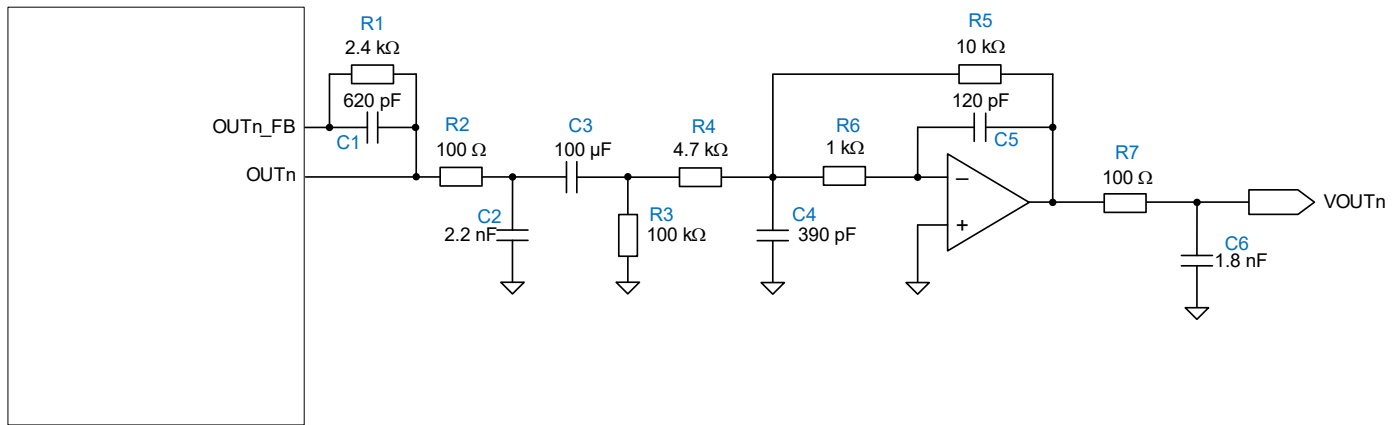 R1
2.4 kΩ
620 pF
C1
OUTn_FB
OUTn
R2
100 Ω
C2
2.2 nF
C3
100 µF
R3
100 kΩ
R4
4.7 kΩ
C4
390 pF
R5
10 kΩ
120 pF
C5
R6
1 kΩ
−
+
R7
100 Ω
C6
1.8 nF
VOUTn